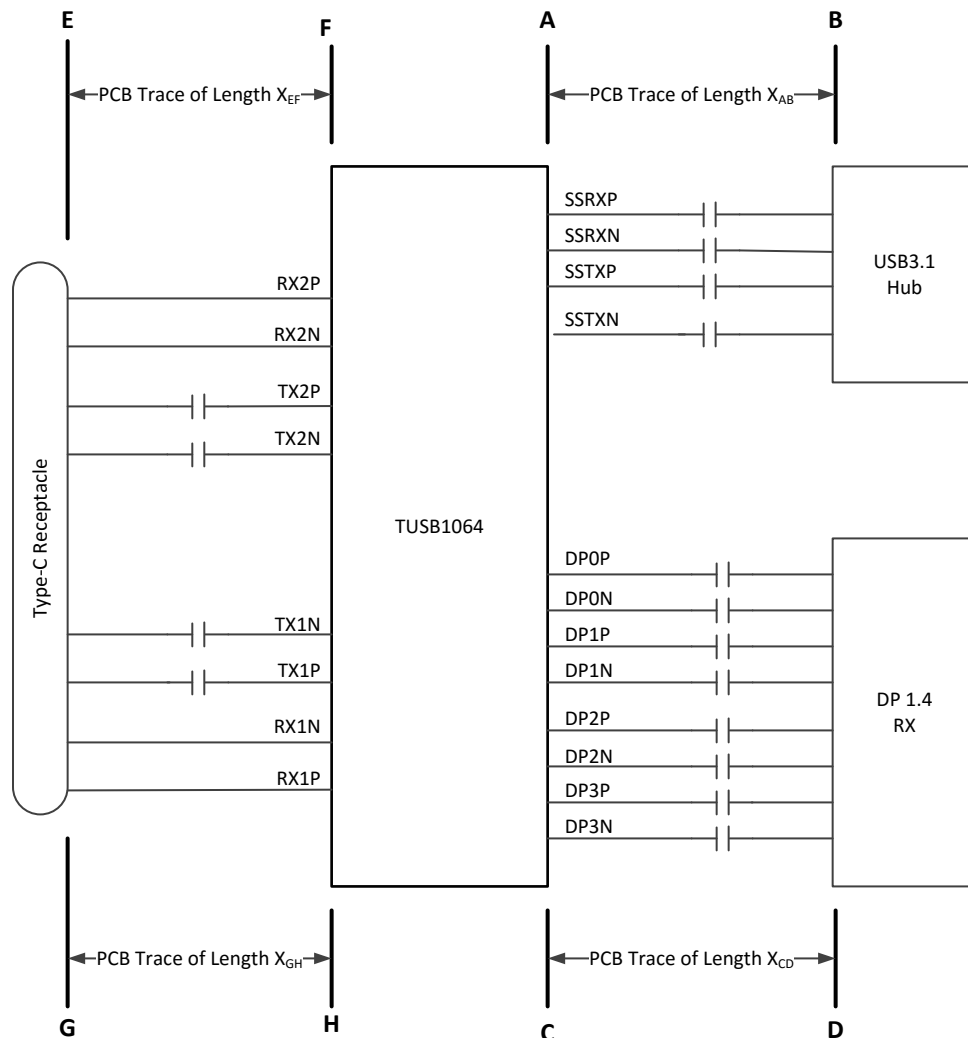 E
F
A
B
PCB Trace of Length XEF
PCB Trace of Length XAB
SSRXP
SSRXN
SSTXP
SSTXN
USB3.1
Hub
RX2P
RX2N
TX2P
TX2N
Type-C Receptacle
TUSB1064
TX1N
TX1P
RX1N
RX1P
DP0P
DP0N
DP1P
DP1N
DP2P
DP2N
DP3P
DP3N
DP 1.4
RX
PCB Trace of Length XGH
PCB Trace of Length XCD
G
H
C
D